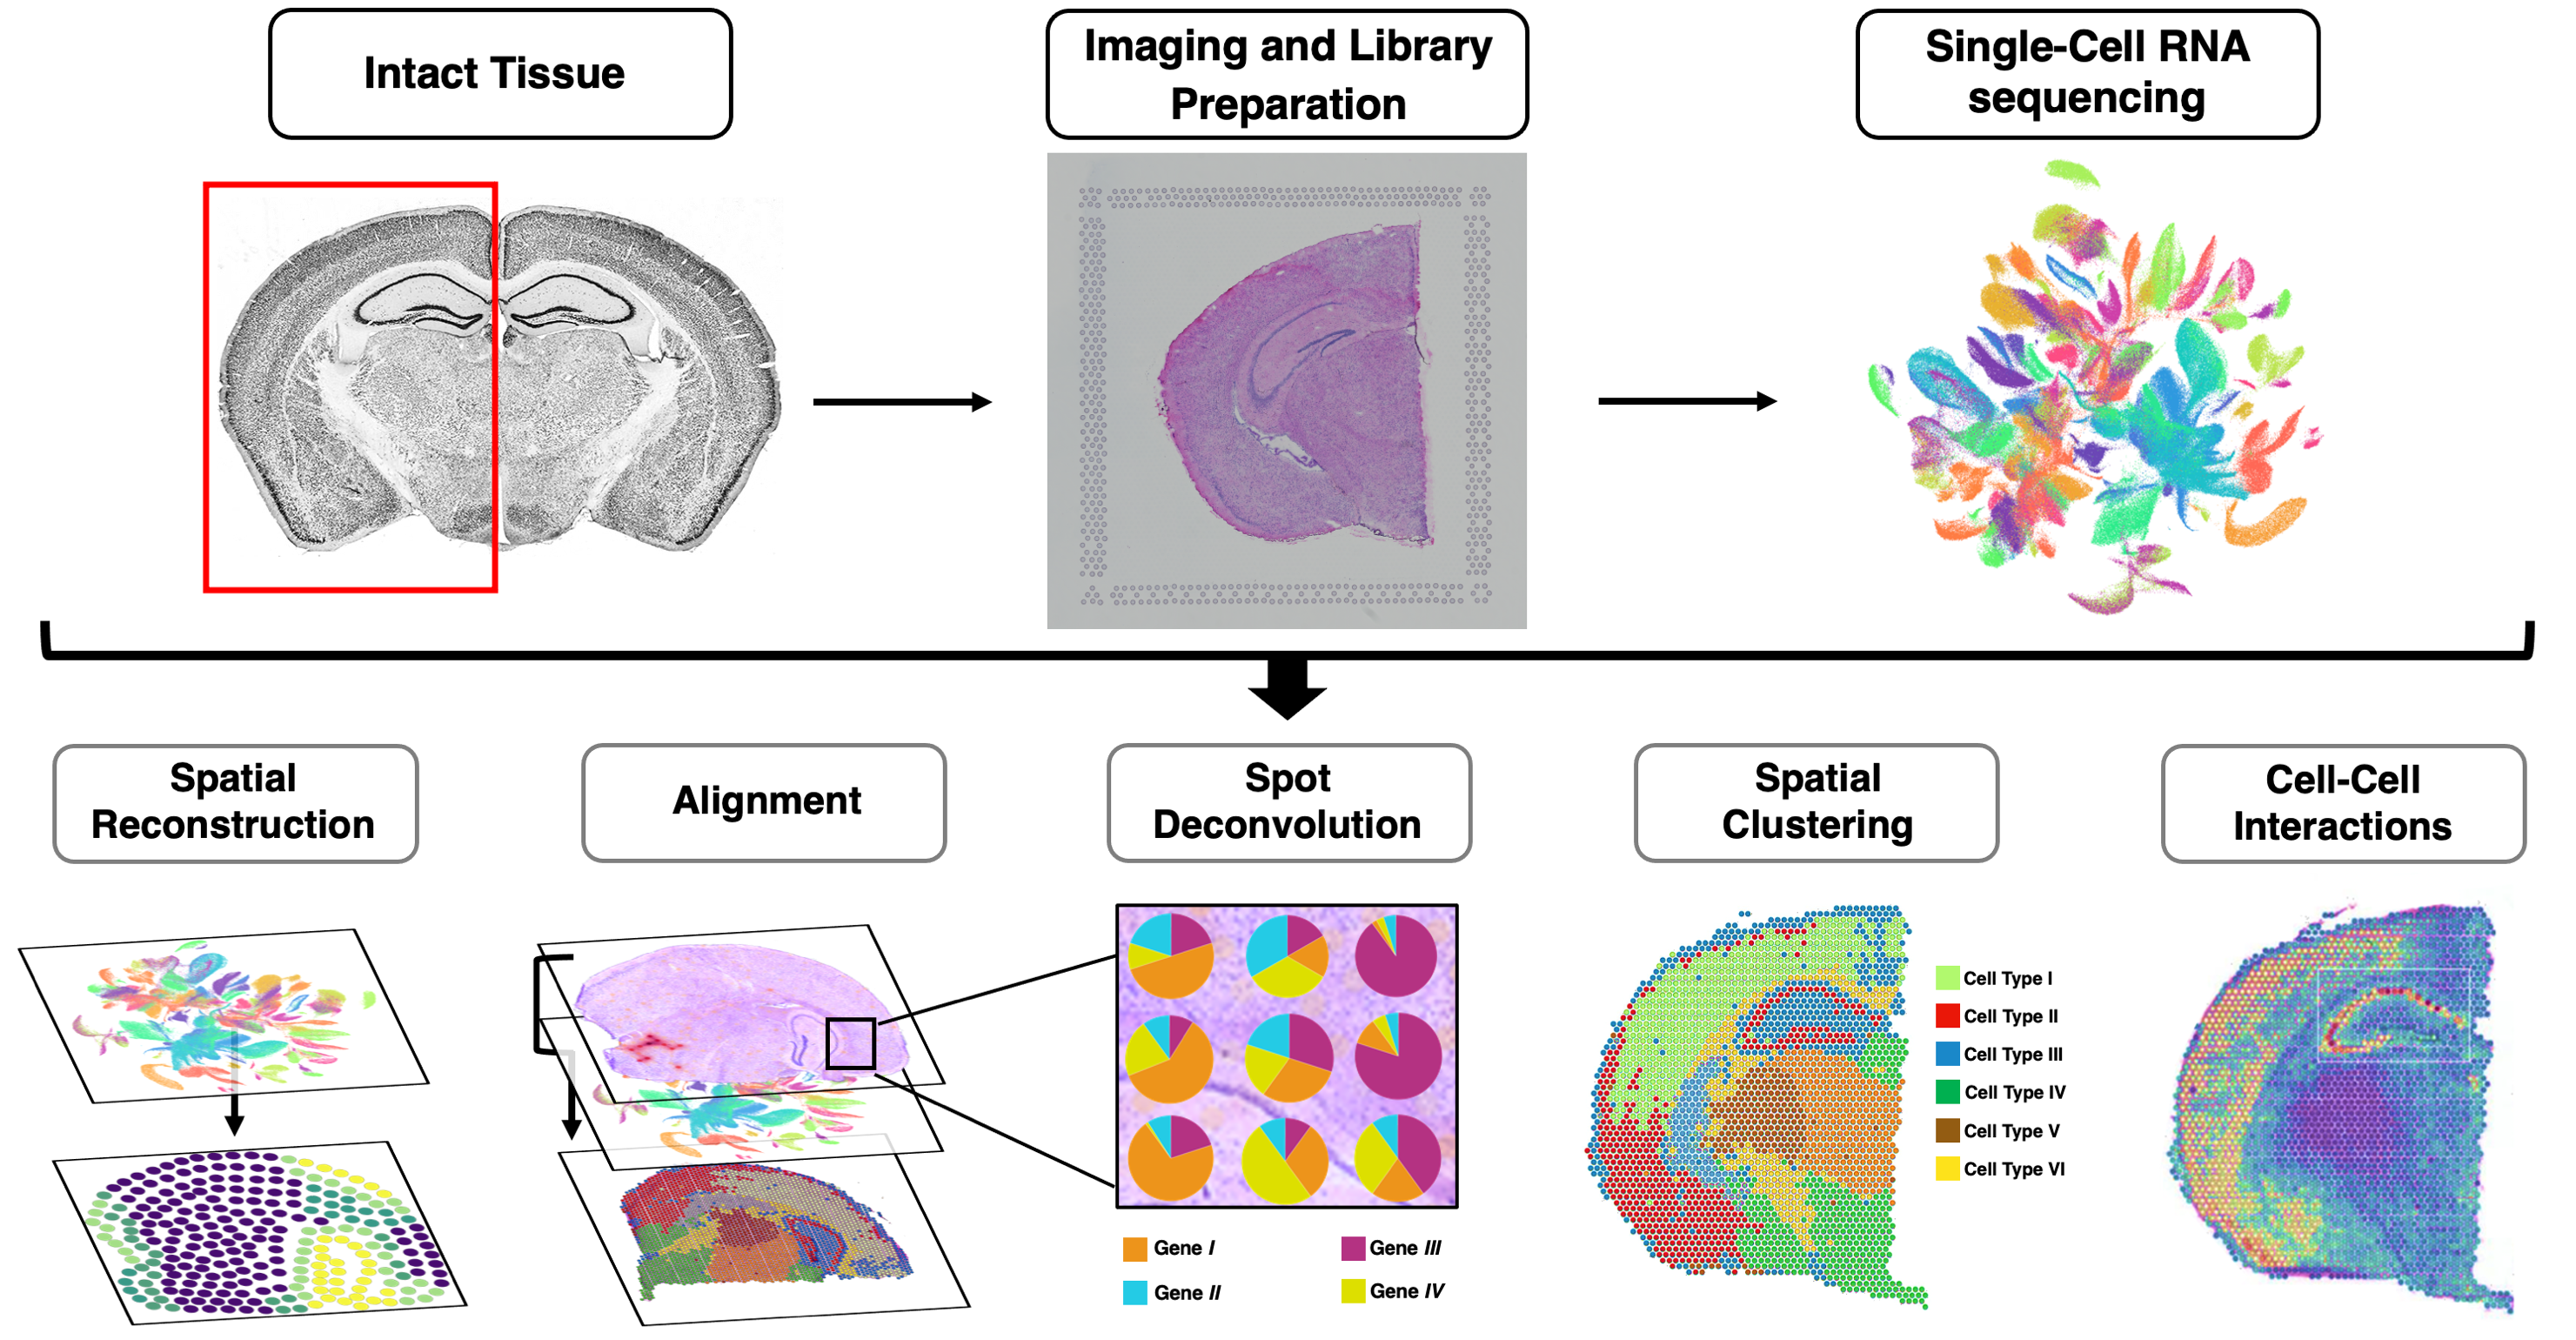 Intact Tissue
Imaging and Library
Preparation
Single-Cell RNA
sequencing
Spatial
Reconstruction
Alignment
Spot
Deconvolution
Spatial
Clustering
Cell-Cell
Interactions
Gene I
Gene II
Gene III
Gene IV
Cell Type I
Cell Type II
Cell Type III
Cell Type IV
Cell Type V
Cell Type VI